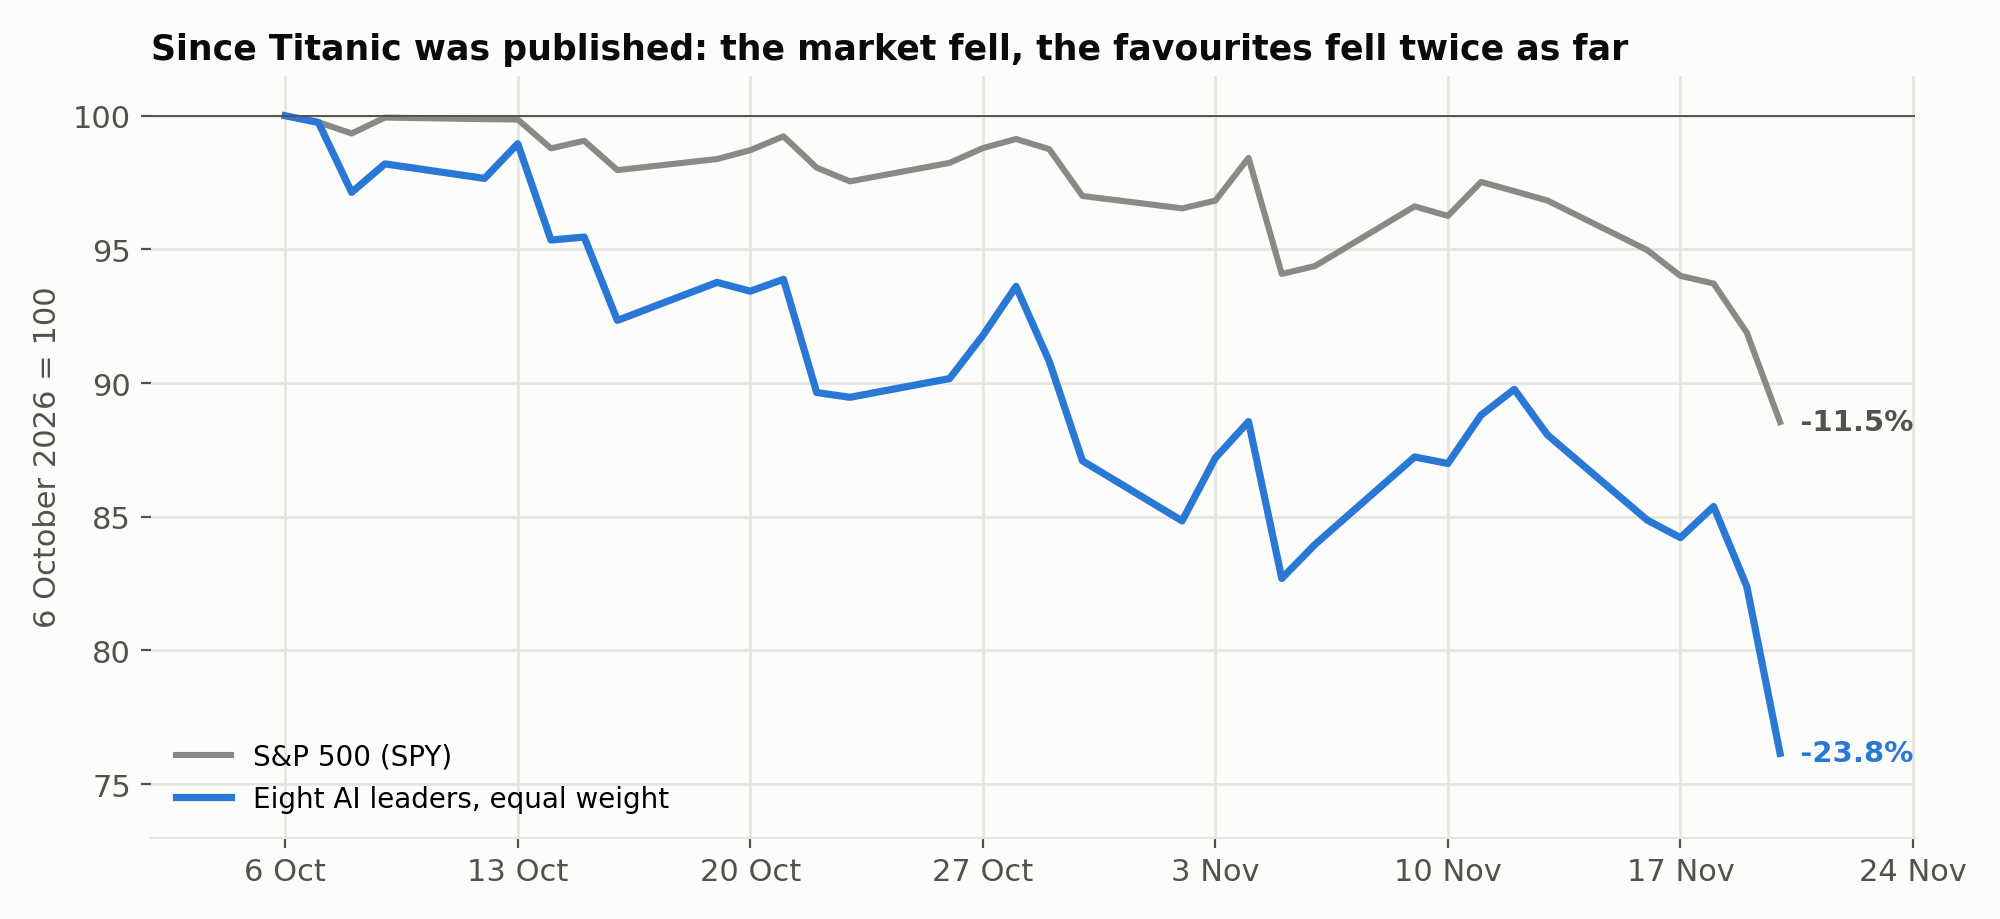 Since Titanic was published: the market fell, the favourites fell twice as far
6 October 2026 = 100
100
95
90
85
80
75
-11.5%
-23.8%
S&P 500 (SPY)
Eight AI leaders, equal weight
6 Oct
13 Oct
20 Oct
27 Oct
3 Nov
10 Nov
17 Nov
24 Nov